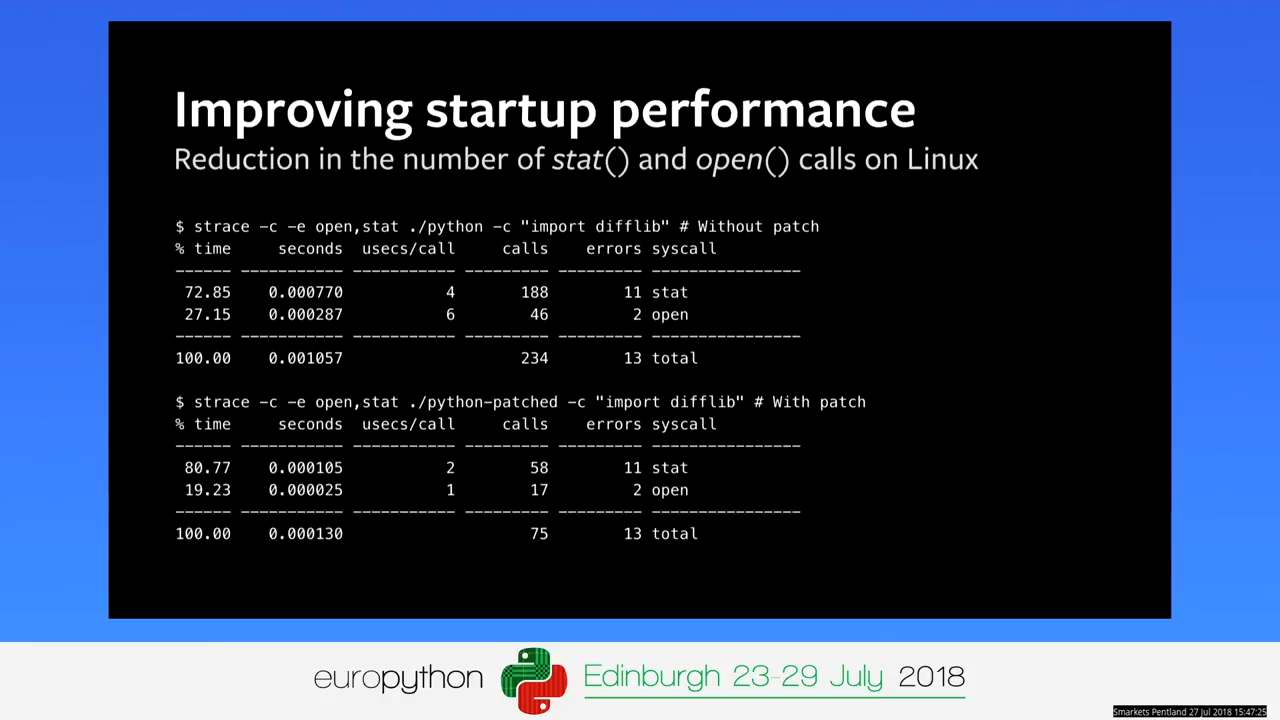 Improving startup performance
Reduction in the number of stat() and open() calls on Linux
$ strace -c -e open,stat ./python -c "import difflib" # Without patch
% time     seconds  usecs/call     calls    errors syscall
------ ----------- ----------- --------- --------- ----------------
 72.85    0.000770           4       188        11 stat
 27.15    0.000287           6        46         2 open
------ ----------- ----------- --------- --------- ----------------
100.00    0.001057                   234        13 total
$ strace -c -e open,stat ./python-patched -c "import difflib" # With patch
% time     seconds  usecs/call     calls    errors syscall
------ ----------- ----------- --------- --------- ----------------
 80.77    0.000105           2        58        11 stat
 19.23    0.000025           1        17         2 open
------ ----------- ----------- --------- --------- ----------------
100.00    0.000130                    75        13 total
europython Edinburgh 23-29 July 2018
Smarkets Pentland 27 Jul 2018 15:47:25